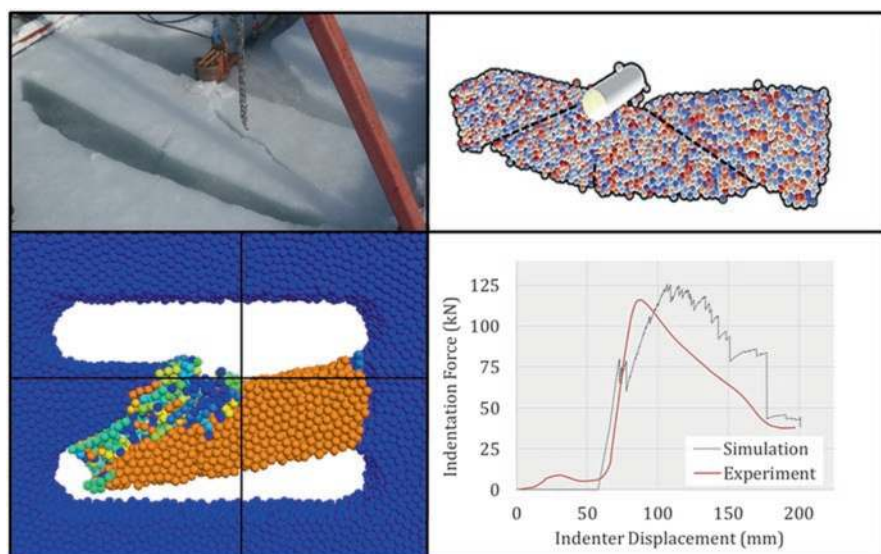 Indentation Force (kN)
125
100
75
50
25
0
Simulation
Experiment
0
50
100
150
200
Indenter Displacement (mm)